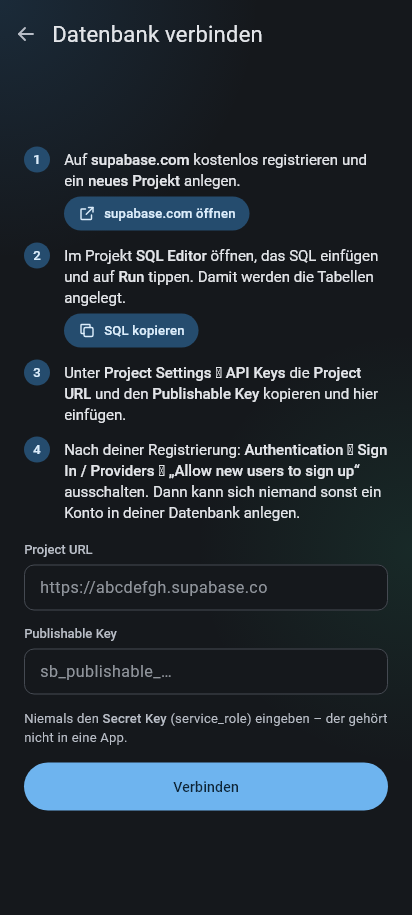 Datenbank verbinden
1
Auf supabase.com kostenlos registrieren und
ein neues Projekt anlegen.
supabase.com öffnen
2
Im Projekt SQL Editor öffnen, das SQL einfügen
und auf Run tippen. Damit werden die Tabellen
angelegt.
SQL kopieren
3
Unter Project Settings ▯ API Keys die Project
URL und den Publishable Key kopieren und hier
einfügen.
4
Nach deiner Registrierung: Authentication ▯ Sign
In / Providers ▯ „Allow new users to sign up“
ausschalten. Dann kann sich niemand sonst ein
Konto in deiner Datenbank anlegen.
Project URL
https://abcdefgh.supabase.co
Publishable Key
sb_publishable_…
Niemals den Secret Key (service_role) eingeben – der gehört
nicht in eine App.
Verbinden